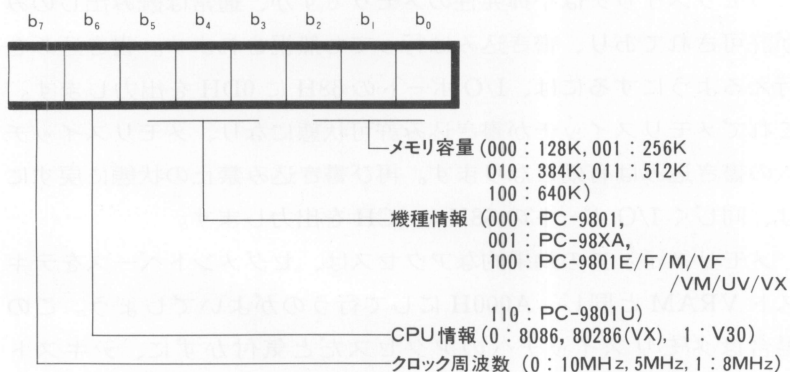 b₇ b₆ b₅ b₄ b₃ b₂ b₁ b₀
メモリ容量 (000：128K, 001：256K
010：384K, 011：512K
100：640K)
機種情報 (000：PC-9801,
001：PC-98XA,
100：PC-9801E/F/M/VF
/VM/UV/VX
110：PC-9801U)
CPU情報 (0：8086, 80286(VX), 1：V30)
クロック周波数 (0：10MHz, 5MHz, 1：8MHz)